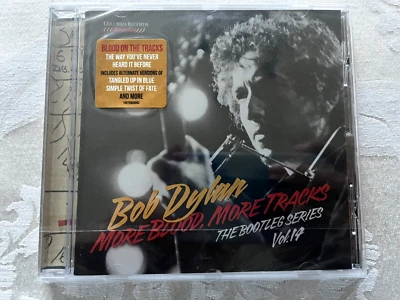 COLUMBIA RECORDS
BLOOD ON THE TRACKS
THE WAY YOU'VE NEVER
HEARD IT BEFORE
INCLUDES ALTERNATE VERSIONS OF
TANGLED UP IN BLUE
SIMPLE TWIST OF FATE
AND MORE
Bob Dylan
MORE BLOOD, MORE TRACKS
THE BOOTLEG SERIES
Vol.14